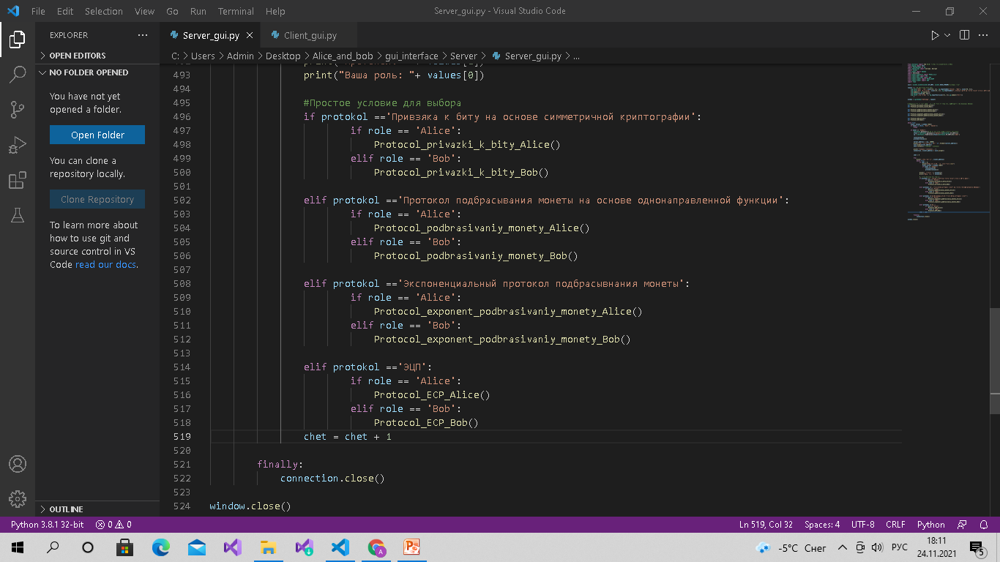 File Edit Selection View Go Run Terminal Help Server_gui.py - Visual Studio Code
EXPLORER ...
Server_gui.py Client_gui.py
C: > Users > Admin > Desktop > Alice_and_bob > gui_interface > Server > Server_gui.py > ...
OPEN EDITORS
NO FOLDER OPENED
You have not yet
opened a folder.
Open Folder
You can clone a
repository locally.
Clone Repository
To learn more about
how to use git and
source control in VS
Code read our docs.
OUTLINE
493 print("Ваша роль: "+ values[0])
494
495 #Простое условие для выбора
496 if protokol =='Привзяка к биту на основе симметричной криптографии':
497 if role == 'Alice':
498 Protocol_privazki_k_bity_Alice()
499 elif role == 'Bob':
500 Protocol_privazki_k_bity_Bob()
501
502 elif protokol =='Протокол подбрасывания монеты на основе однонаправленной функции':
503 if role == 'Alice':
504 Protocol_podbrasivaniy_monety_Alice()
505 elif role == 'Bob':
506 Protocol_podbrasivaniy_monety_Bob()
507
508 elif protokol =='Экспоненциальный протокол подбрасывнания монеты':
509 if role == 'Alice':
510 Protocol_exponent_podbrasivaniy_monety_Alice()
511 elif role == 'Bob':
512 Protocol_exponent_podbrasivaniy_monety_Bob()
513
514 elif protokol =='ЭЦП':
515 if role == 'Alice':
516 Protocol_ECP_Alice()
517 elif role == 'Bob':
518 Protocol_ECP_Bob()
519 chet = chet + 1
520
521 finally:
522 connection.close()
523
524 window.close()
Python 3.8.1 32-bit 0 0 Ln 519, Col 32 Spaces: 4 UTF-8 CRLF Python
-5°C Снег РУС 18:11
24.11.2021 5